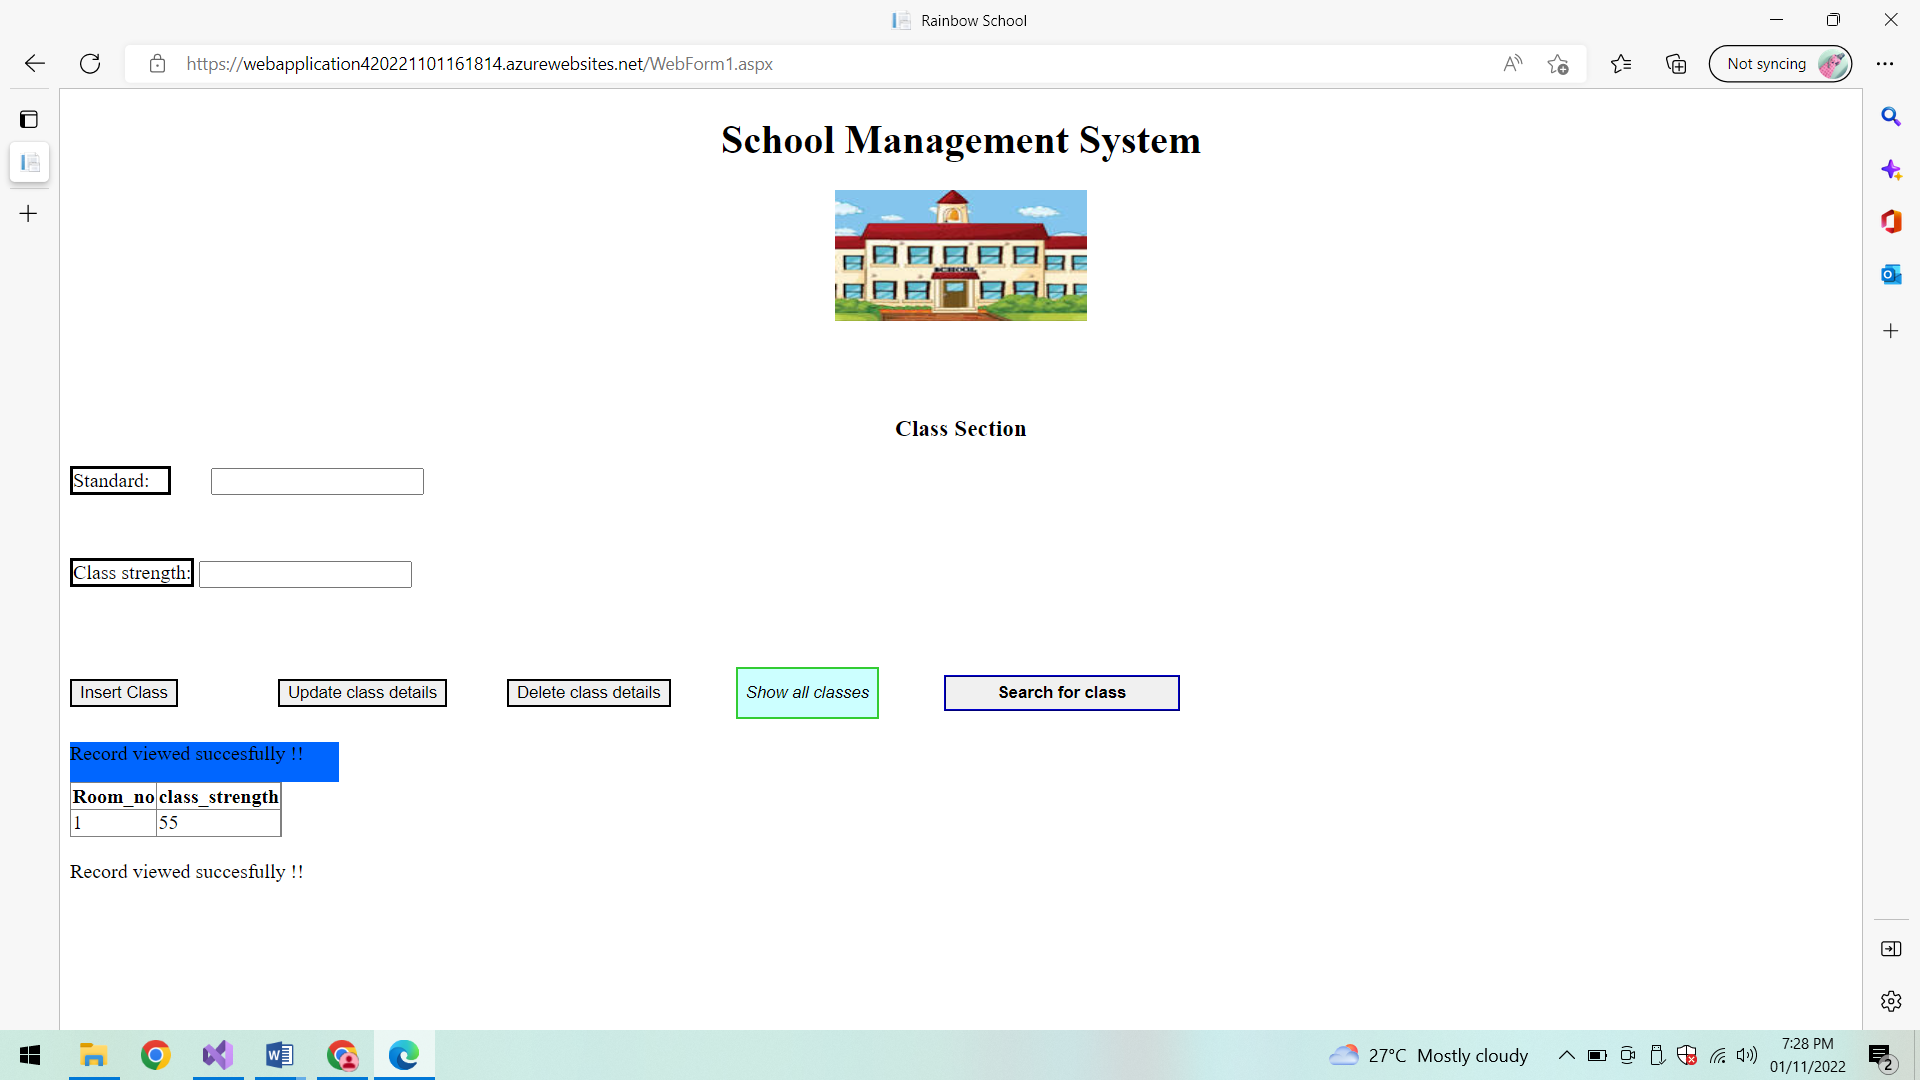 Rainbow School
https://webapplication420221101161814.azurewebsites.net/WebForm1.aspx
Not syncing
School Management System
SCHOOL
Class Section
Standard:
Class strength:
Insert Class Update class details Delete class details Show all classes Search for class
Record viewed succesfully !!
Room_no class_strength
1 55
Record viewed succesfully !!
27°C Mostly cloudy
7:28 PM
01/11/2022
2